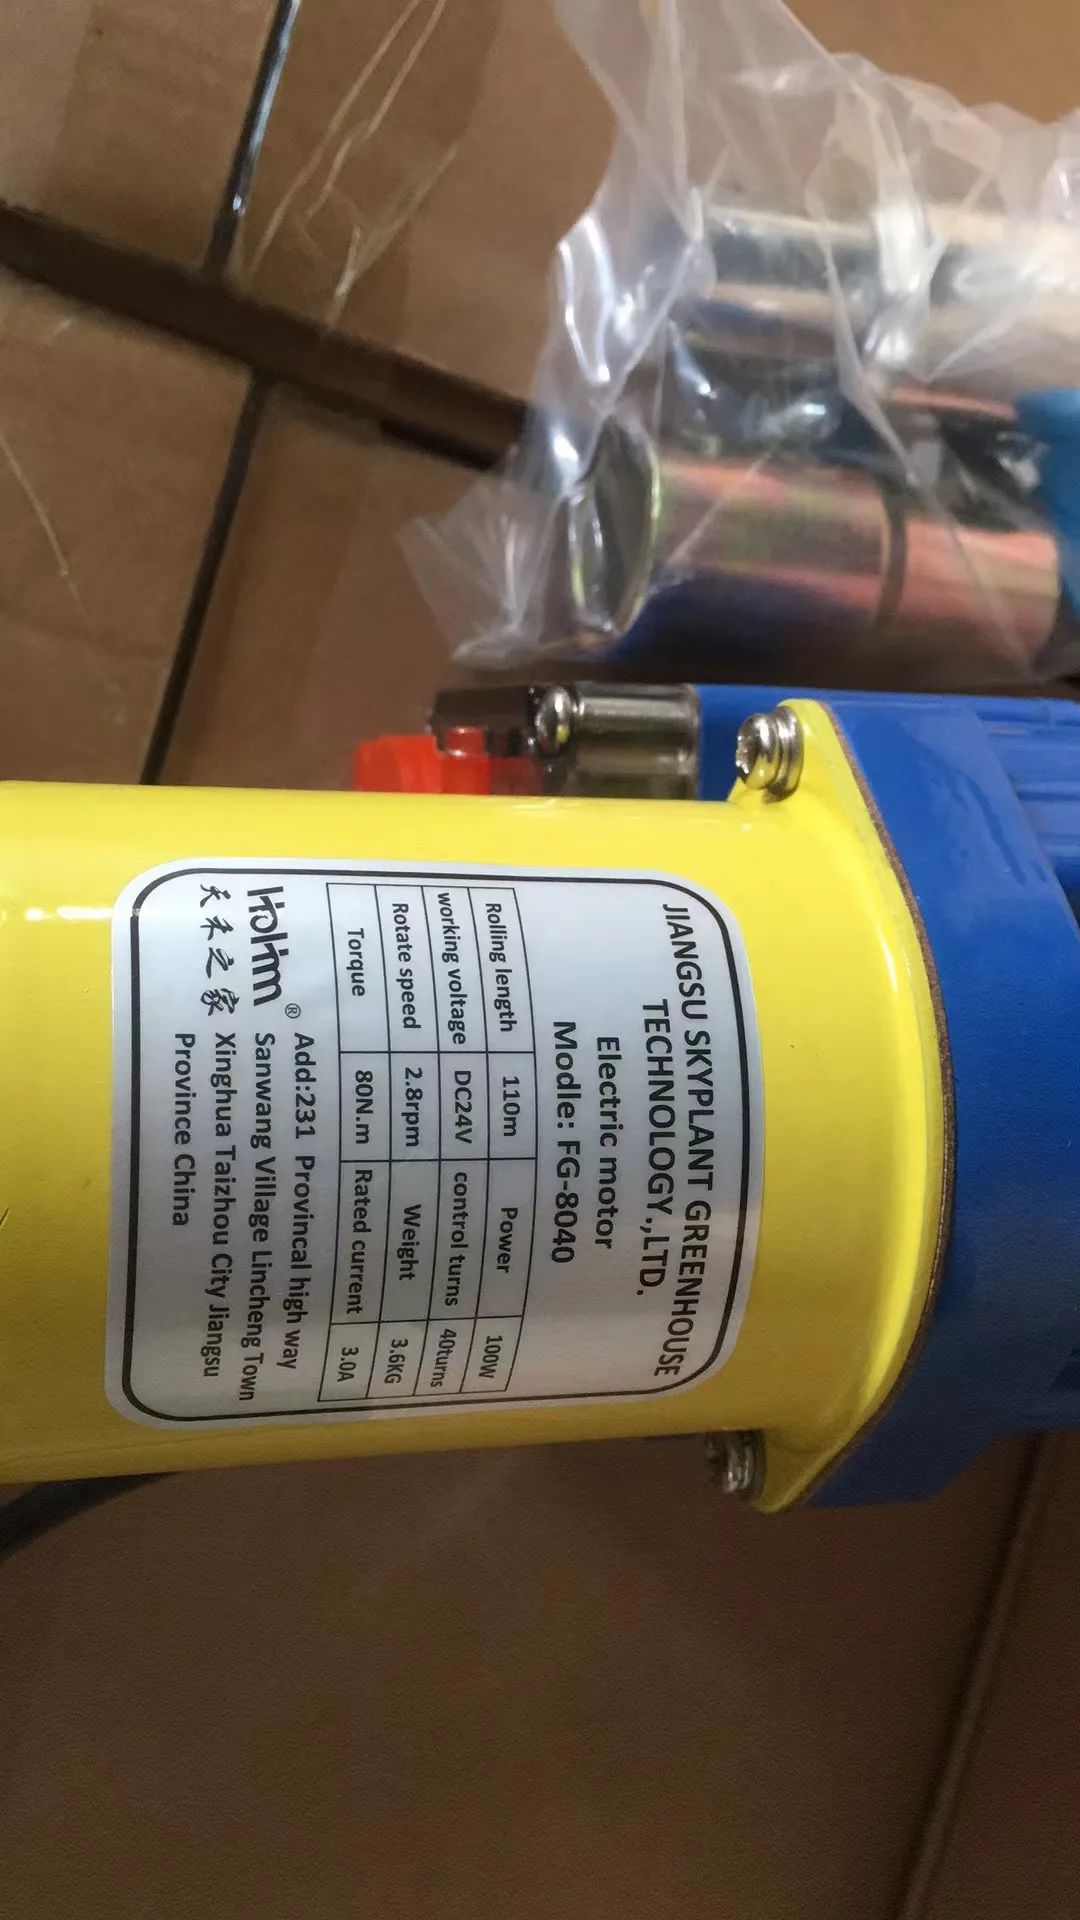 JIANGSU SKYPLANT GREENHOUSE
TECHNOLOGY.,LTD.
Electric motor
Modle: FG-8040
Rolling length 110m Power 100W
working voltage DC24V control turns 40turns
Rotate speed 2.8rpm Weight 3.6KG
Torque 80N.m Rated current 3.0A
HoHm® Add:231 Provincal high way
天禾之家 Sanwang Village Lincheng Town
Xinghua Taizhou City Jiangsu
Province China